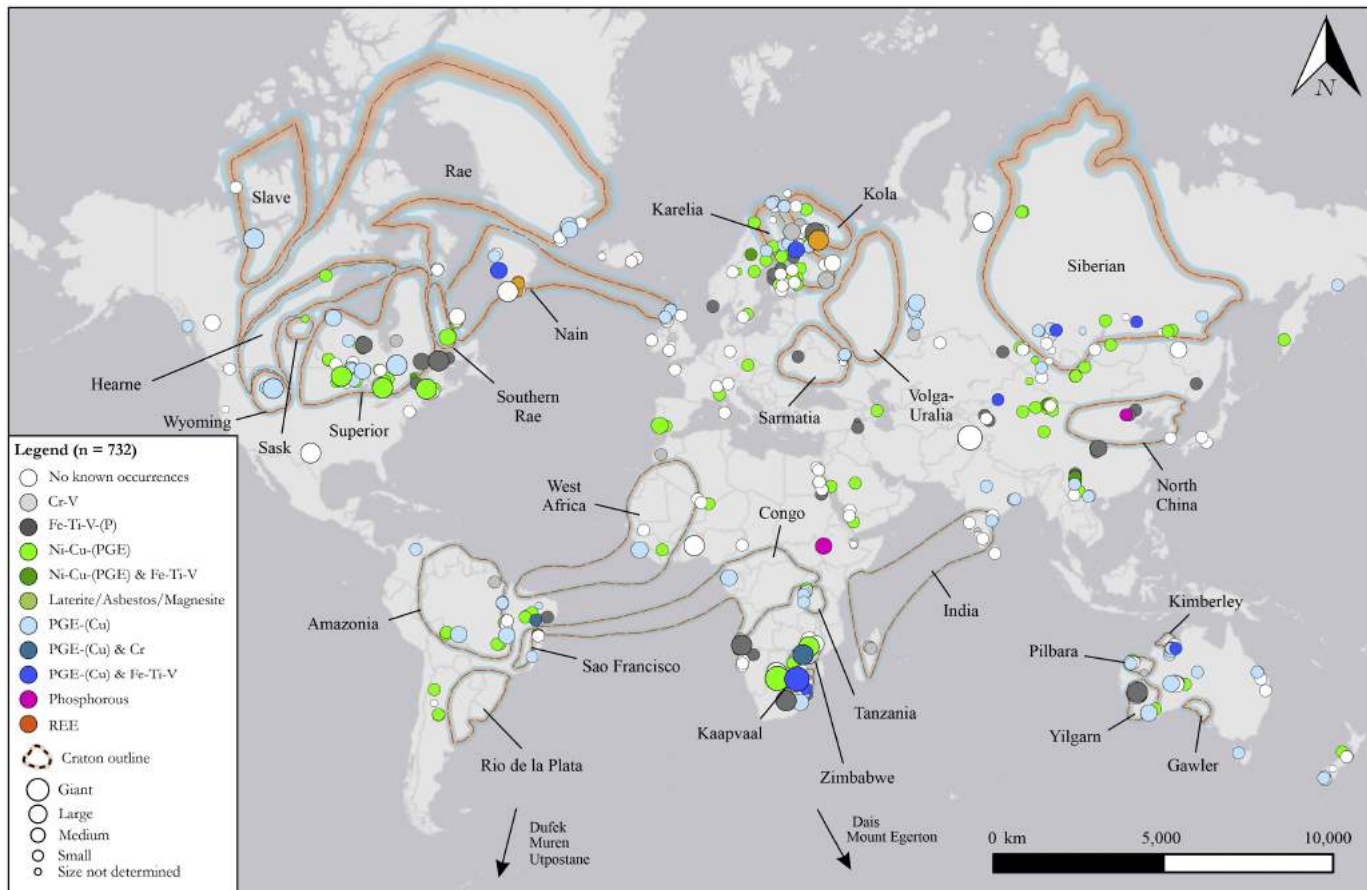 N
Slave
Rae
Kola
Karelia
Siberian
Nain
Hearne
Southern
Rae
Wyoming
Sask
Superior
Sarmatia
Volga-
Uralia
North
China
West
Africa
Congo
India
Kimberley
Amazonia
Pilbara
Sao Francisco
Tanzania
Kaapvaal
Yilgarn
Gawler
Rio de la Plata
Zimbabwe
Dufek
Muren
Utpostane
Dais
Mount Egerton
0 km
5,000
10,000
Legend (n = 732)
No known occurrences
Cr-V
Fe-Ti-V-(P)
Ni-Cu-(PGE)
Ni-Cu-(PGE) & Fe-Ti-V
Laterite/Asbestos/Magnesite
PGE-(Cu)
PGE-(Cu) & Cr
PGE-(Cu) & Fe-Ti-V
Phosphorous
REE
Craton outline
Giant
Large
Medium
Small
Size not determined